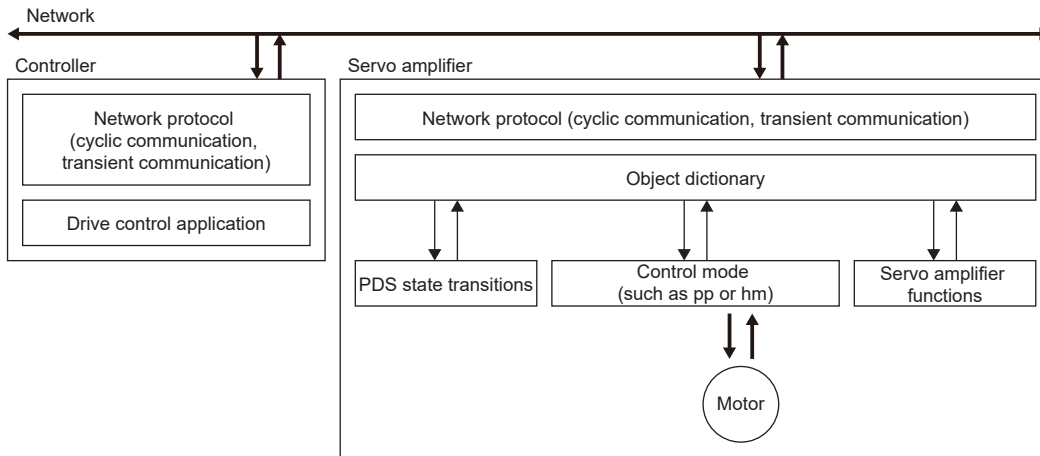 Network
Controller
Network protocol
(cyclic communication,
transient communication)
Drive control application
Servo amplifier
Network protocol (cyclic communication, transient communication)
Object dictionary
PDS state transitions
Control mode
(such as pp or hm)
Servo amplifier
functions
Motor